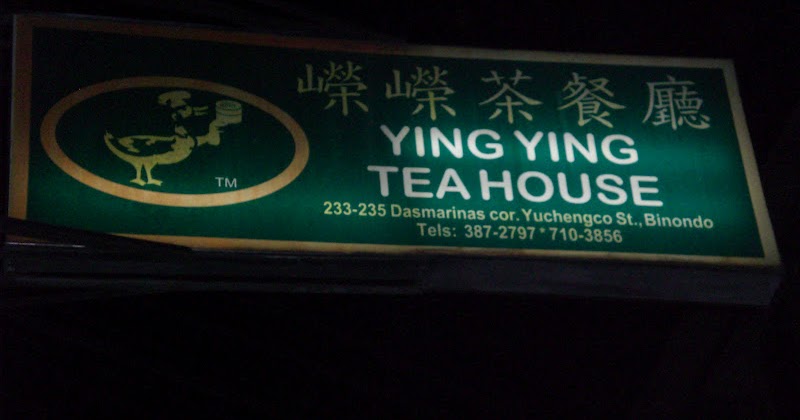 嶸嶸茶餐廳
YING YING
TEA HOUSE
233-235 Dasmarinas cor. Yuchengco St., Binondo
Tels: 387-2797*710-3856
TM